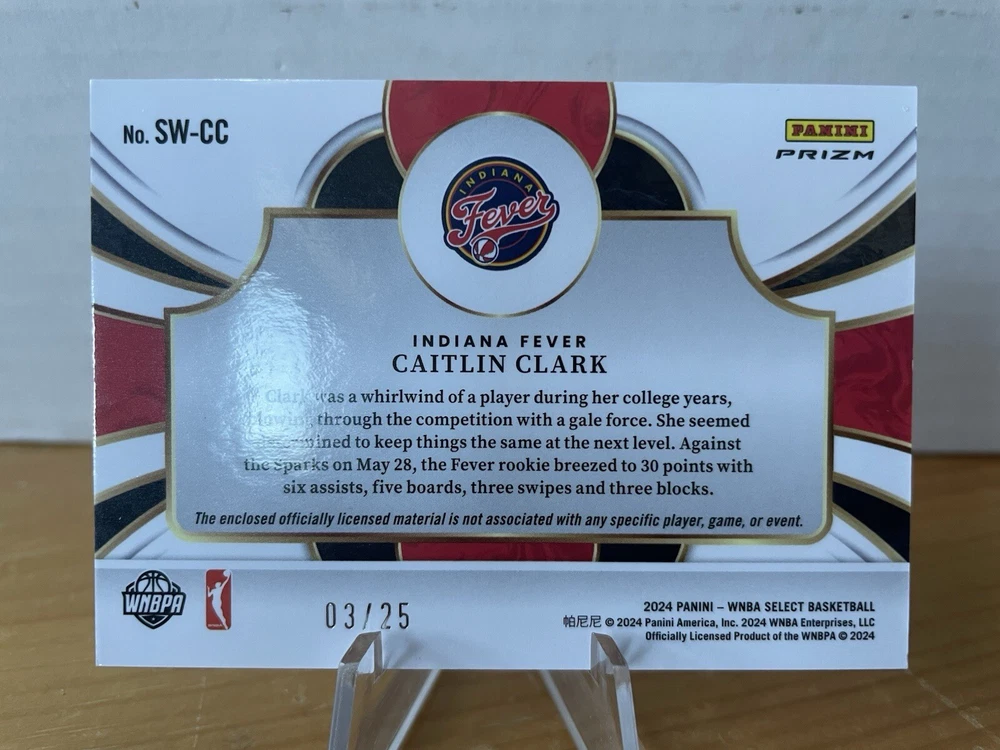 No. SW-CC
PANINI
PRIZM
INDIANA
Fever
INDIANA FEVER
CAITLIN CLARK
Clark was a whirlwind of a player during her college years,
through the competition with a gale force. She seemed
determined to keep things the same at the next level. Against
the Sparks on May 28, the Fever rookie breezed to 30 points with
six assists, five boards, three swipes and three blocks.
The enclosed officially licensed material is not associated with any specific player, game, or event.
WNBPA
03/25
2024 PANINI – WNBA SELECT BASKETBALL
帕尼尼 © 2024 Panini America, Inc. 2024 WNBA Enterprises, LLC
Officially Licensed Product of the WNBPA © 2024